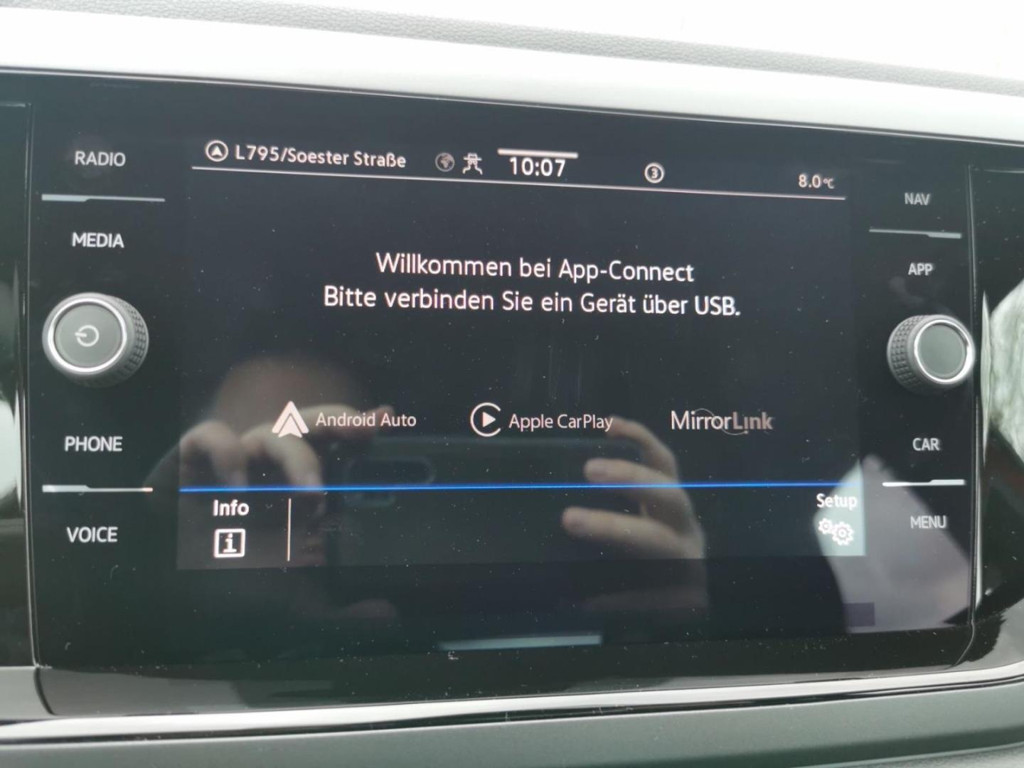 RADIO
MEDIA
PHONE
VOICE
L795/Soester Straße
10:07
3
8.0°C
Willkommen bei App-Connect
Bitte verbinden Sie ein Gerät über USB.
Android Auto
Apple CarPlay
MirrorLink
Info
i
Setup
NAV
APP
CAR
MENU